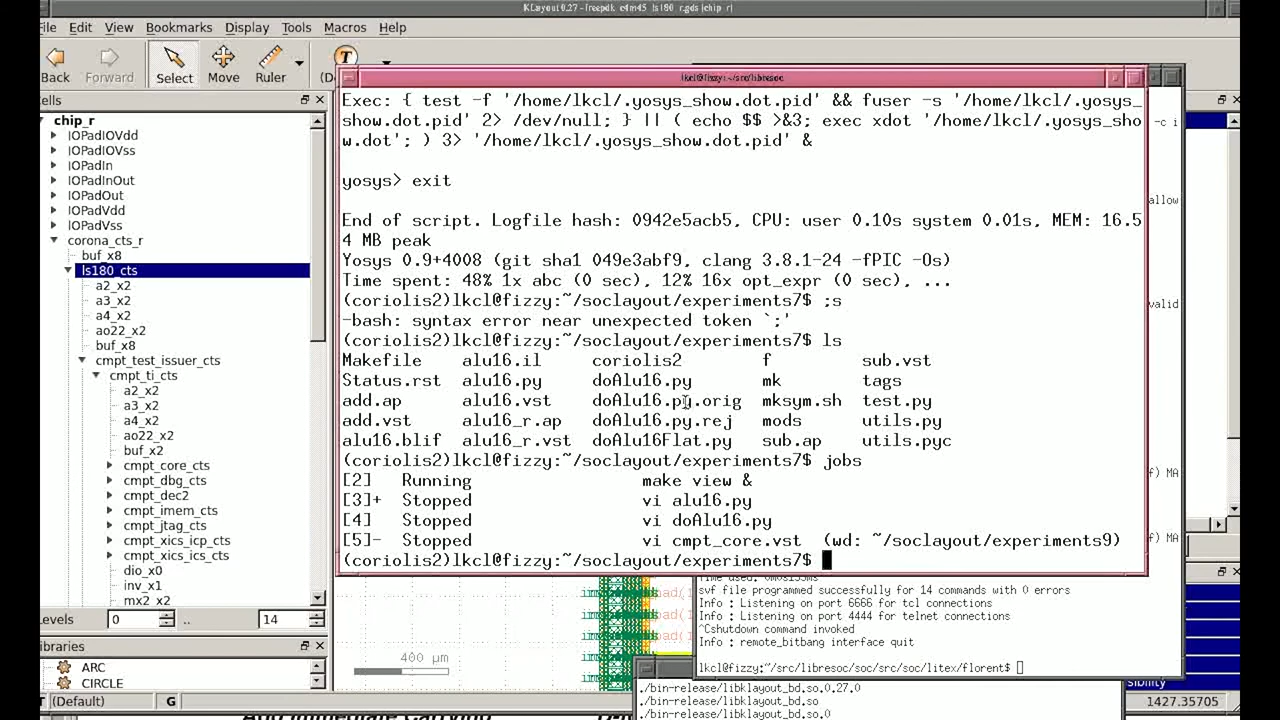 KLayout 0.27 - freepdk_c4m45_ls180_r.gds [chip_r]
ile Edit View Bookmarks Display Tools Macros Help
Back Forward Select Move Ruler
lkcl@fizzy: ~/src/libresoc
ells
chip_r
IOPadIOVdd
IOPadIOVss
IOPadIn
IOPadInOut
IOPadOut
IOPadVdd
IOPadVss
corona_cts_r
buf_x8
ls180_cts
a2_x2
a3_x2
a4_x2
ao22_x2
buf_x8
cmpt_test_issuer_cts
cmpt_ti_cts
a2_x2
a3_x2
a4_x2
ao22_x2
buf_x2
cmpt_core_cts
cmpt_dbg_cts
cmpt_dec2
cmpt_imem_cts
cmpt_jtag_cts
cmpt_xics_icp_cts
cmpt_xics_ics_cts
dio_x0
inv_x1
mx2_x2
evels 0 .. 14
ibraries
ARC
CIRCLE
(Default) G
Exec: { test -f '/home/lkcl/.yosys_show.dot.pid' && fuser -s '/home/lkcl/.yosys_
show.dot.pid' 2> /dev/null; } || ( echo $$ >&3; exec xdot '/home/lkcl/.yosys_sho
w.dot'; ) 3> '/home/lkcl/.yosys_show.dot.pid' &
yosys> exit
End of script. Logfile hash: 0942e5acb5, CPU: user 0.10s system 0.01s, MEM: 16.5
4 MB peak
Yosys 0.9+4008 (git sha1 049e3abf9, clang 3.8.1-24 -fPIC -Os)
Time spent: 48% 1x abc (0 sec), 12% 16x opt_expr (0 sec), ...
(coriolis2)lkcl@fizzy:~/soclayout/experiments7$ ;s
-bash: syntax error near unexpected token `;'
(coriolis2)lkcl@fizzy:~/soclayout/experiments7$ ls
Makefile alu16.il coriolis2 f sub.vst
Status.rst alu16.py doAlu16.py mk tags
add.ap alu16.vst doAlu16.py.orig mksym.sh test.py
add.vst alu16_r.ap doAlu16.py.rej mods utils.py
alu16.blif alu16_r.vst doAlu16Flat.py sub.ap utils.pyc
(coriolis2)lkcl@fizzy:~/soclayout/experiments7$ jobs
[2] Running make view &
[3]+ Stopped vi alu16.py
[4] Stopped vi doAlu16.py
[5]- Stopped vi cmpt_core.vst (wd: ~/soclayout/experiments9)
(coriolis2)lkcl@fizzy:~/soclayout/experiments7$
-c i
allow
valid
f) MA
f) MA
svf file programmed successfully for 14 commands with 0 errors
Info : Listening on port 6666 for tcl connections
Info : Listening on port 4444 for telnet connections
^Cshutdown command invoked
Info : remote_bitbang interface quit
lkcl@fizzy:~/src/libresoc/soc/src/soc/litex/florent$
400 µm
./bin-release/libklayout_bd.so.0.27.0
./bin-release/libklayout_bd.so
./bin-release/libklayout_bd.so.0
sibility
1427.35705